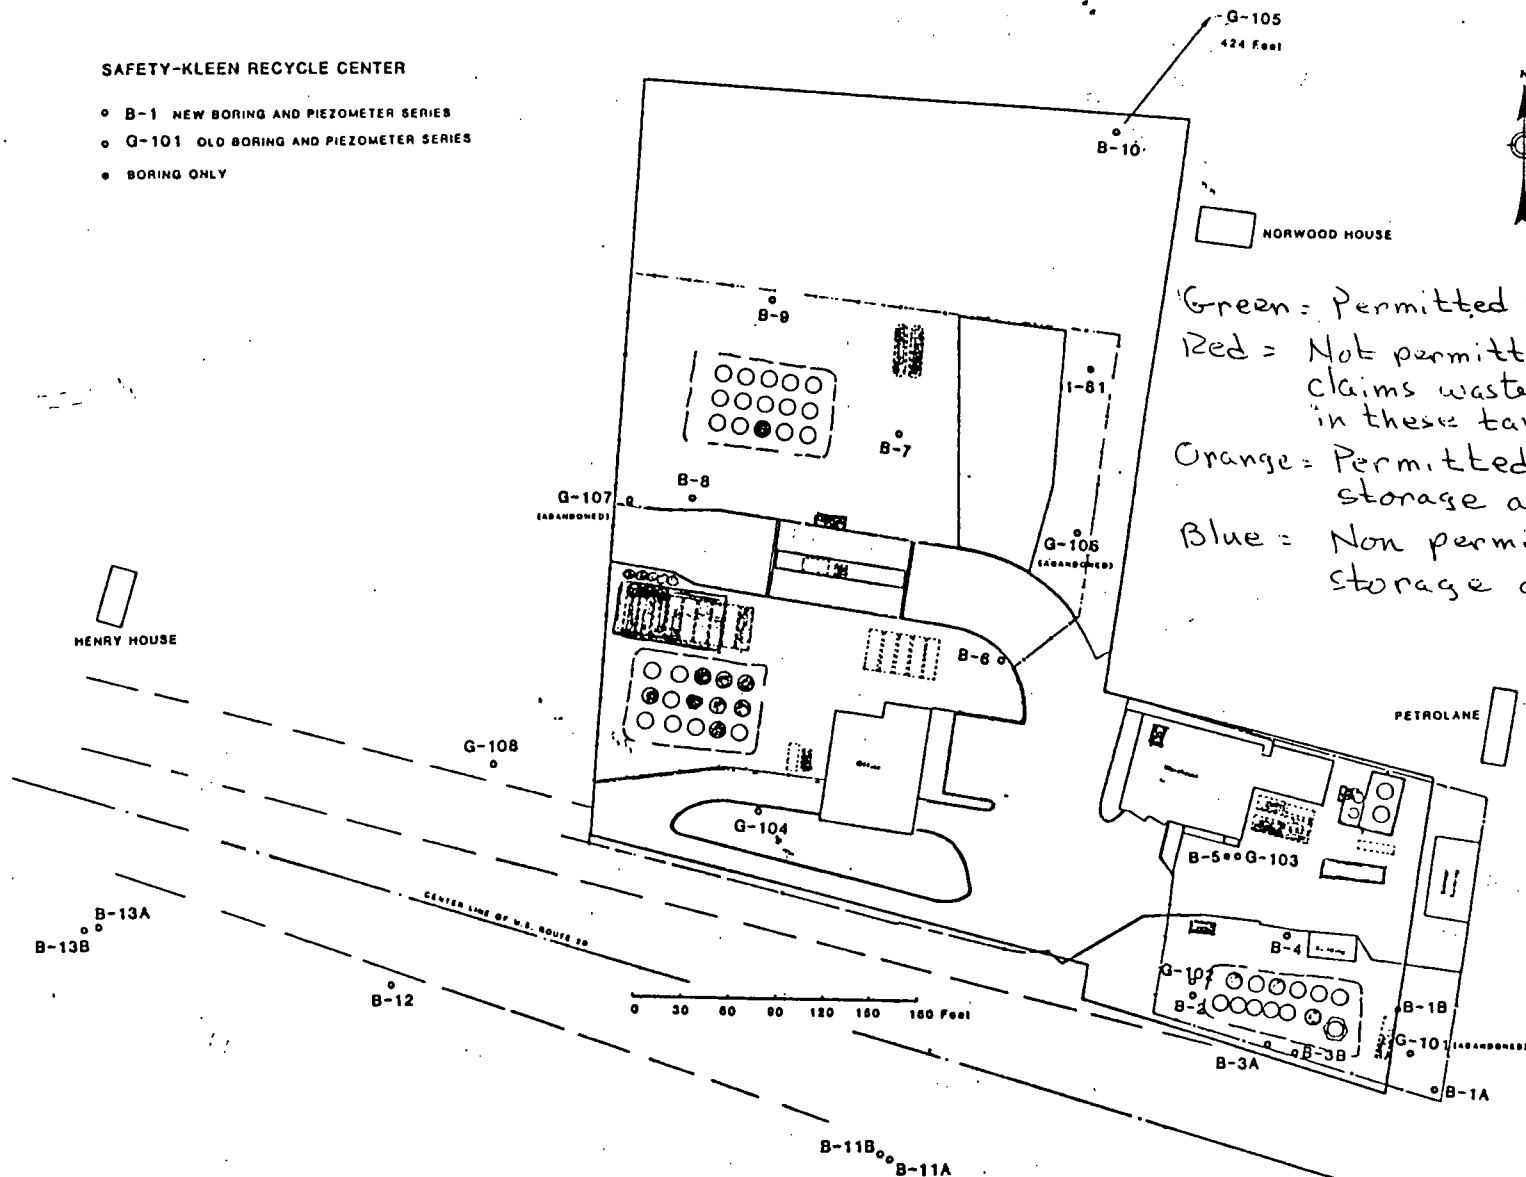 G-105
424 Feet
SAFETY-KLEEN RECYCLE CENTER
B-1 NEW BORING AND PIEZOMETER SERIES
G-101 OLD BORING AND PIEZOMETER SERIES
BORING ONLY
B-10
NORWOOD HOUSE
Green = Permitted
Red = Not permitt
claims waste
in these ta
Orange = Permitted
storage a
Blue = Non permi
storage
B-9
1-81
B-7
B-8
G-107
(ABANDONED)
G-106
(ABANDONED)
HENRY HOUSE
B-6
PETROLANE
G-108
Office
Warehouse
G-104
B-5
G-103
CENTER LINE OF U.S. ROUTE 20
B-13A
B-13B
B-4
G-102
B-2
B-12
0 30 60 90 120 150 180 Feet
B-1B
G-101 (ABANDONED)
B-3A
B-3B
B-1A
B-11B
B-11A